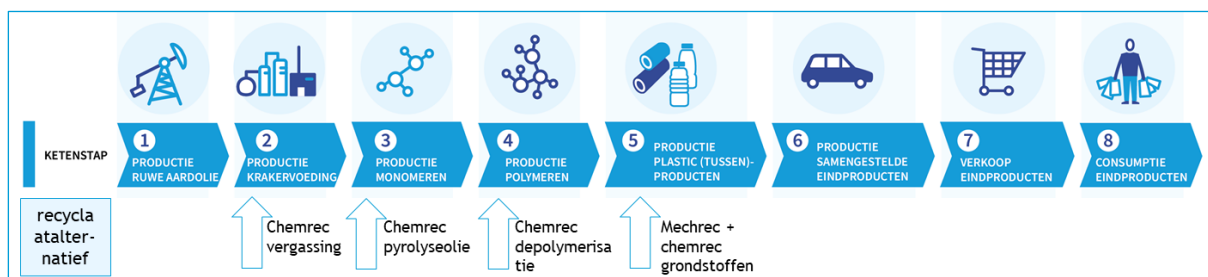 KETENSTAP
1
PRODUCTIE
RUWE AARDOLIE
2
PRODUCTIE
KRAKERVOEDING
3
PRODUCTIE
MONOMEREN
4
PRODUCTIE
POLYMEREN
5
PRODUCTIE
PLASTIC (TUSSEN)-
PRODUCTEN
6
PRODUCTIE
SAMENGESTELDE
EINDPRODUCTEN
7
VERKOOP
EINDPRODUCTEN
8
CONSUMPTIE
EINDPRODUCTEN
recycla
atalter-
natief
Chemrec
vergassing
Chemrec
pyrolyseolie
Chemrec
depolymerisa
tie
Mechrec +
chemrec
grondstoffen